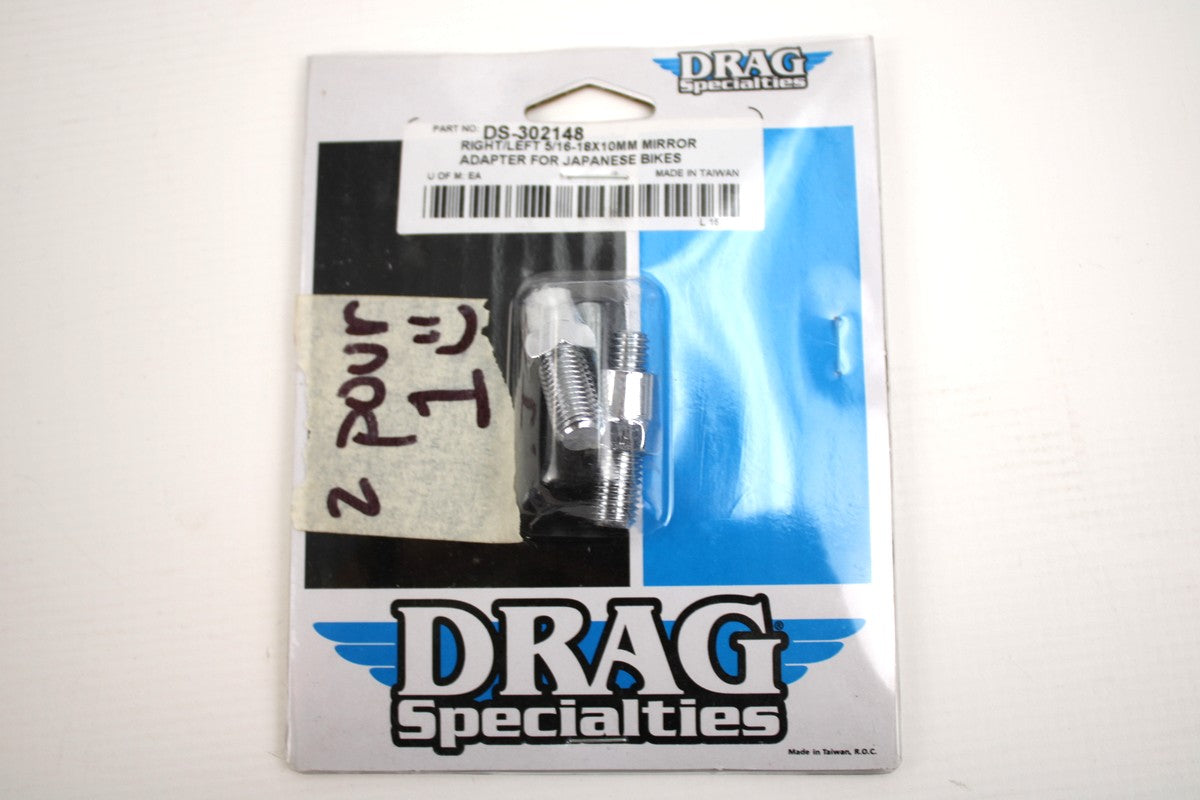 DRAG
Specialties
PART NO: DS-302148
RIGHT/LEFT 5/16-18X10MM MIRROR
ADAPTER FOR JAPANESE BIKES
U OF M: EA MADE IN TAIWAN
L 16
2 pour
1 ü
DRAG®
Specialties
Made in Taiwan, R.O.C.